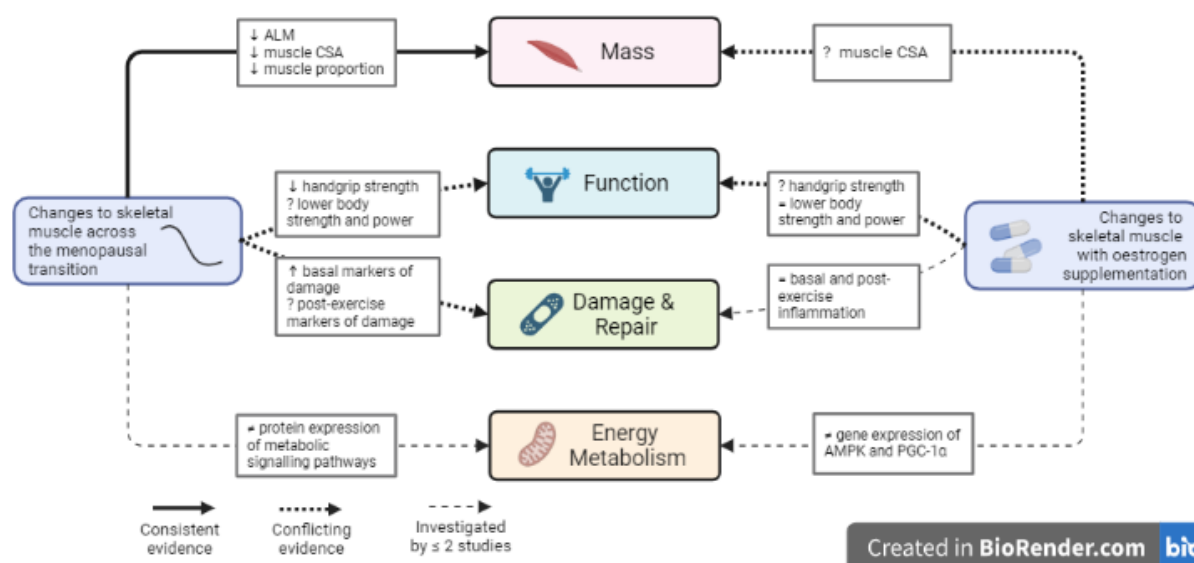 ↓ ALM
↓ muscle CSA
↓ muscle proportion
Mass
? muscle CSA
↓ handgrip strength
? lower body
strength and power
Function
? handgrip strength
= lower body
strength and power
Changes to skeletal
muscle across
the menopausal
transition
Changes to
skeletal muscle
with oestrogen
supplementation
↑ basal markers of
damage
? post-exercise
markers of damage
Damage &
Repair
= basal and post-
exercise
inflammation
≠ protein expression
of metabolic
signalling pathways
Energy
Metabolism
≠ gene expression of
AMPK and PGC-1α
Consistent
evidence
Conflicting
evidence
Investigated
by ≤ 2 studies
Created in BioRender.com